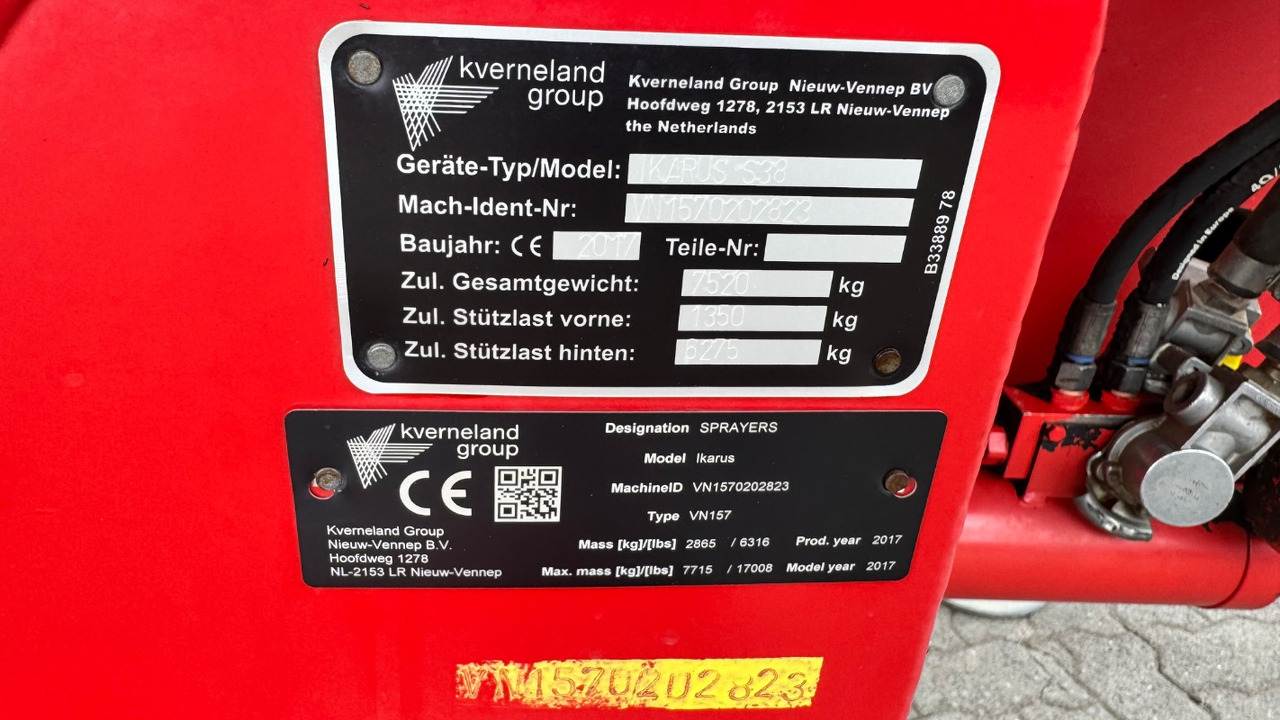 kverneland group
Kverneland Group Nieuw-Vennep BV
Hoofdweg 1278, 2153 LR Nieuw-Vennep
the Netherlands
Geräte-Typ/Model: IKARUS S38
Mach-Ident-Nr: VN1570202823
Baujahr: CE 2017 Teile-Nr:
Zul. Gesamtgewicht: 7520 kg
Zul. Stützlast vorne: 1350 kg
Zul. Stützlast hinten: 6275 kg
B33889 78
kverneland group
CE
Kverneland Group
Nieuw-Vennep B.V.
Hoofdweg 1278
NL-2153 LR Nieuw-Vennep
Designation SPRAYERS
Model Ikarus
MachineID VN1570202823
Type VN157
Mass [kg]/[lbs] 2865 / 6316 Prod. year 2017
Max. mass [kg]/[lbs] 7715 / 17008 Model year 2017
VN1570202823
Designed in Europe